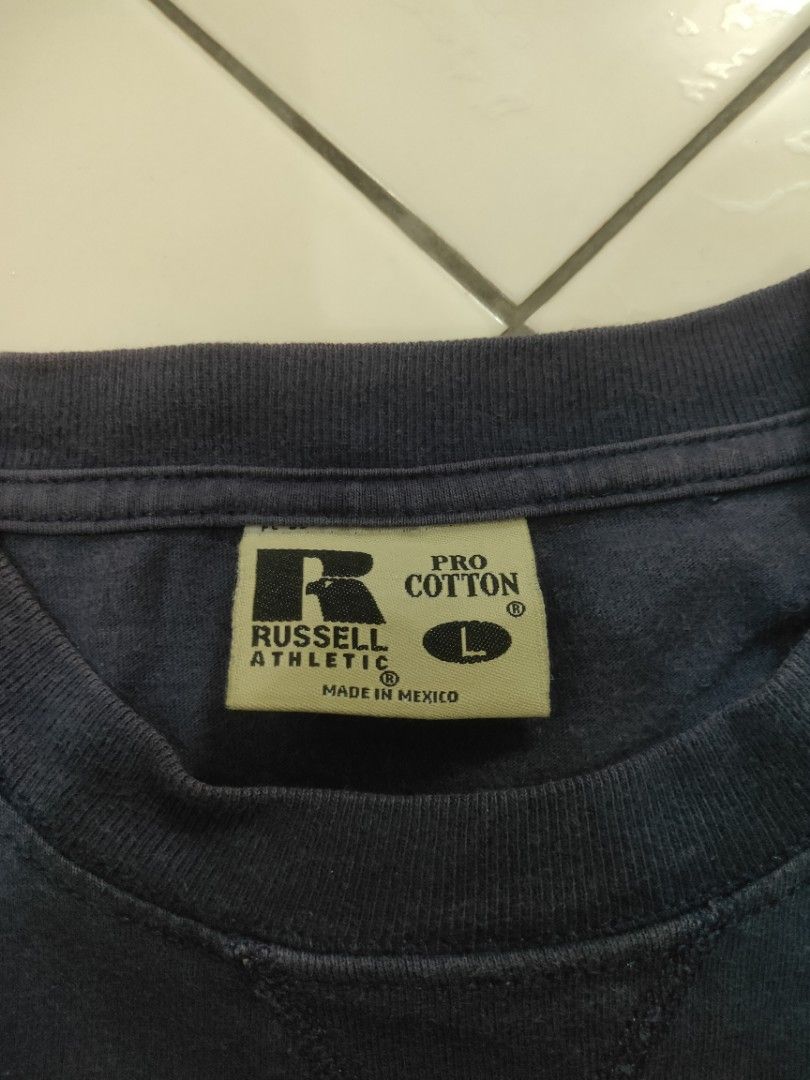 R
RUSSELL
ATHLETIC®
PRO
COTTON®
L
MADE IN MEXICO